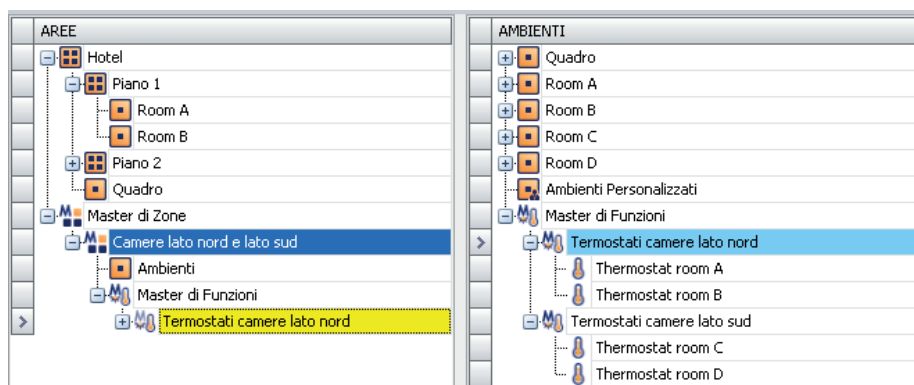 AREE
Hotel
Piano 1
Room A
Room B
Piano 2
Quadro
Master di Zone
Camere lato nord e lato sud
Ambienti
Master di Funzioni
Termostati camere lato nord
AMBIENTI
Quadro
Room A
Room B
Room C
Room D
Ambienti Personalizzati
Master di Funzioni
Termostati camere lato nord
Thermostat room A
Thermostat room B
Termostati camere lato sud
Thermostat room C
Thermostat room D